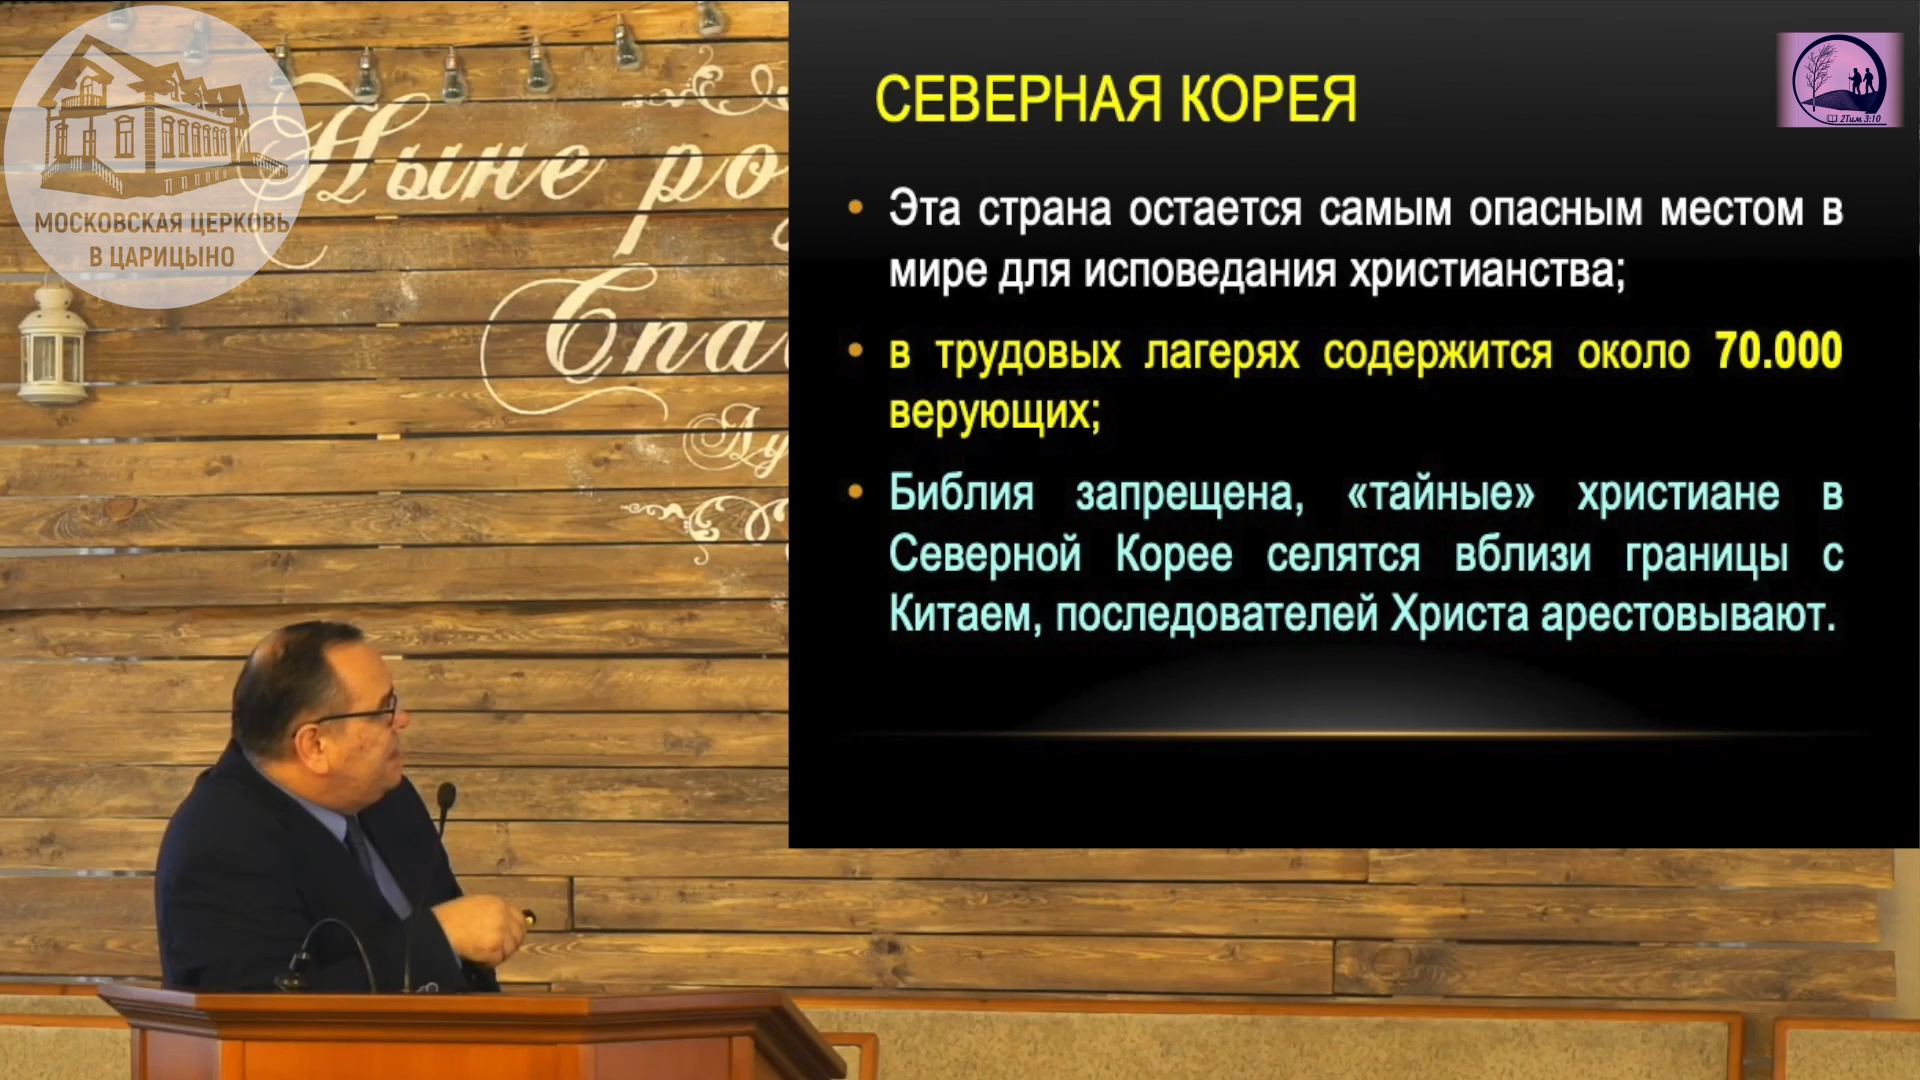 МОСКОВСКАЯ ЦЕРКОВЬ
В ЦАРИЦЫНО
Ныне
СЕВЕРНАЯ КОРЕЯ
2Тим 3:10
• Эта страна остается самым опасным местом в
мире для исповедания христианства;
• в трудовых лагерях содержится около 70.000
верующих;
• Библия запрещена, «тайные» христиане в
Северной Корее селятся вблизи границы с
Китаем, последователей Христа арестовывают.